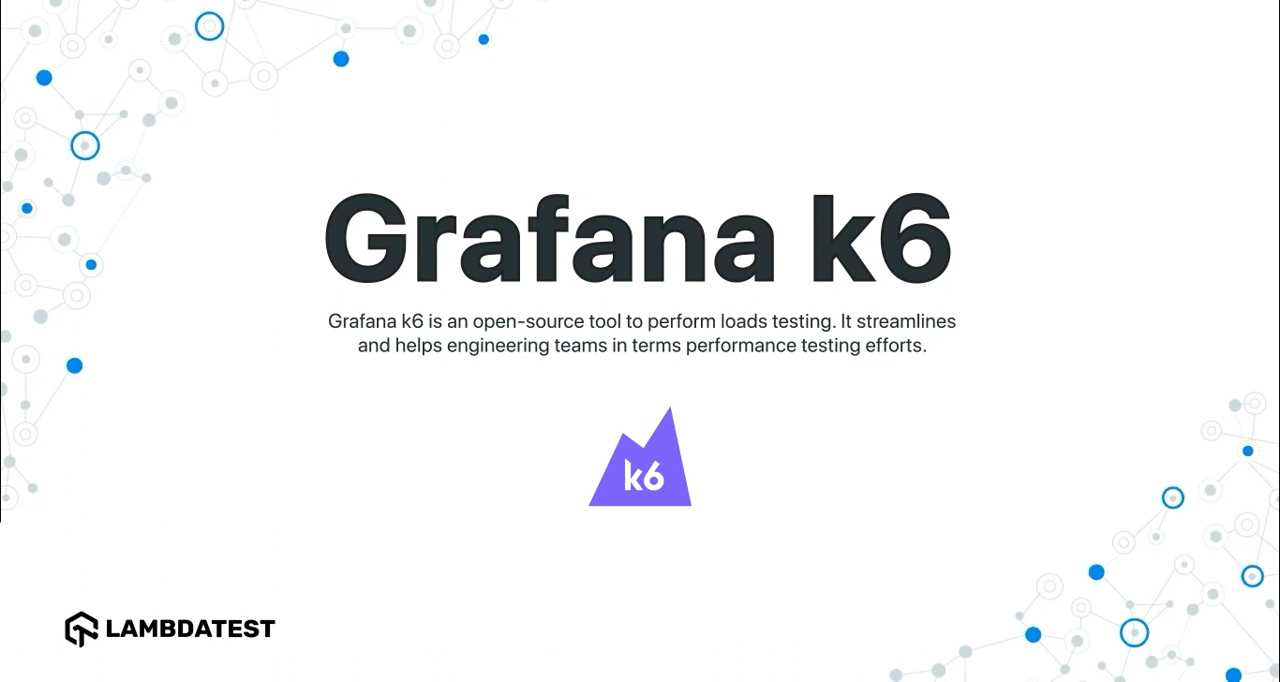 Grafana k6
Grafana k6 is an open-source tool to perform loads testing. It streamlines
and helps engineering teams in terms performance testing efforts.
k6
LAMBDATEST